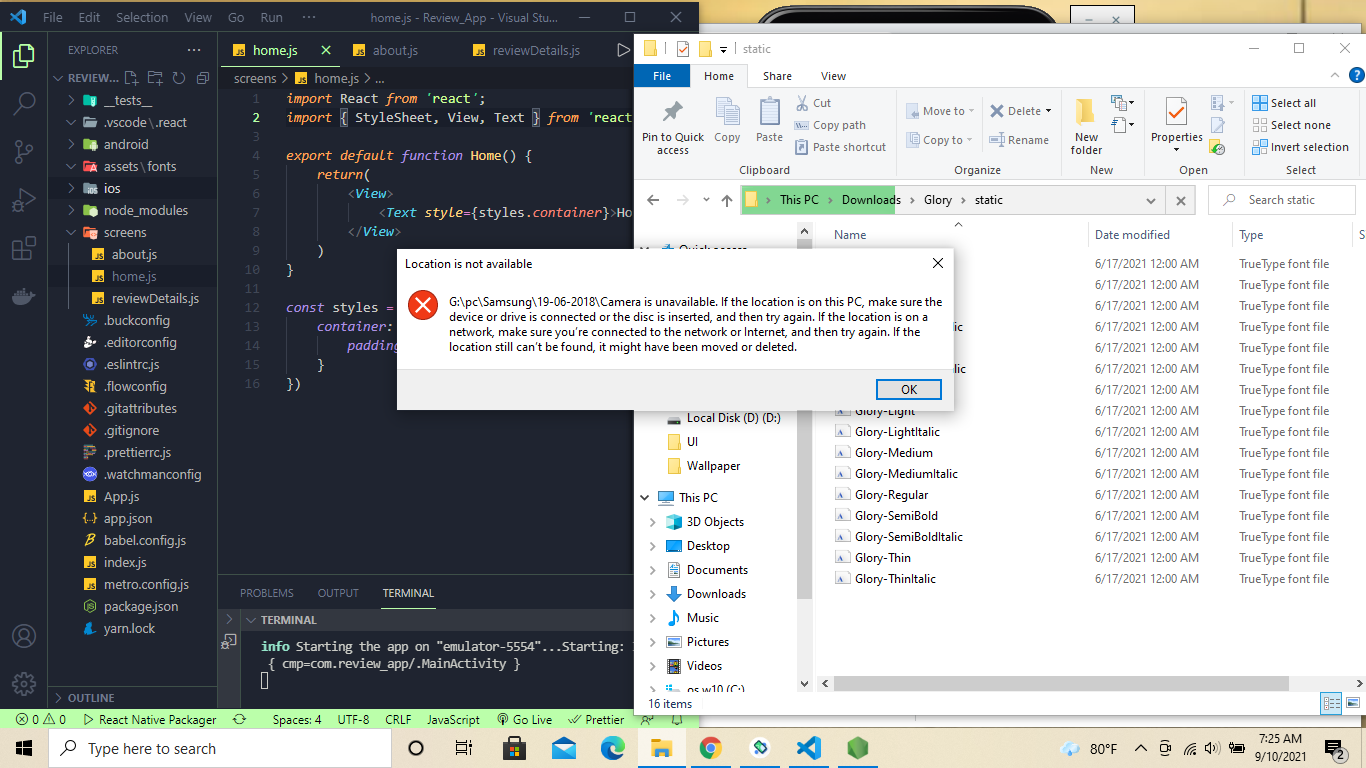 File Edit Selection View Go Run ··· home.js - Review_App - Visual Stu...
EXPLORER ···
REVIEW...
__tests__
.vscode\.react
android
assets\fonts
ios
node_modules
screens
about.js
home.js
reviewDetails.js
.buckconfig
.editorconfig
.eslintrc.js
.flowconfig
.gitattributes
.gitignore
.prettierrc.js
.watchmanconfig
App.js
app.json
babel.config.js
index.js
metro.config.js
package.json
yarn.lock
OUTLINE
home.js about.js reviewDetails.js
screens > home.js > ...
1 import React from 'react';
2 import { StyleSheet, View, Text } from 'react
3
4 export default function Home() {
5 return(
6 <View>
7 <Text style={styles.container}>Ho
8 </View>
9 )
10 }
11
12 const styles =
13 container:
14 padding
15 }
16 })
PROBLEMS OUTPUT TERMINAL
TERMINAL
info Starting the app on "emulator-5554"...Starting:
{ cmp=com.review_app/.MainActivity }
0 0 React Native Packager Spaces: 4 UTF-8 CRLF JavaScript Go Live Prettier
static
File Home Share View
Pin to Quick access
Copy
Paste
Cut
Copy path
Paste shortcut
Clipboard
Move to
Copy to
Delete
Rename
Organize
New folder
New
Properties
Open
Select all
Select none
Invert selection
Select
This PC > Downloads > Glory > static
Search static
Name Date modified Type S
Quick access
6/17/2021 12:00 AM TrueType font file
6/17/2021 12:00 AM TrueType font file
6/17/2021 12:00 AM TrueType font file
ic 6/17/2021 12:00 AM TrueType font file
6/17/2021 12:00 AM TrueType font file
lic 6/17/2021 12:00 AM TrueType font file
6/17/2021 12:00 AM TrueType font file
Glory-Light 6/17/2021 12:00 AM TrueType font file
Glory-LightItalic 6/17/2021 12:00 AM TrueType font file
Glory-Medium 6/17/2021 12:00 AM TrueType font file
Glory-MediumItalic 6/17/2021 12:00 AM TrueType font file
Glory-Regular 6/17/2021 12:00 AM TrueType font file
Glory-SemiBold 6/17/2021 12:00 AM TrueType font file
Glory-SemiBoldItalic 6/17/2021 12:00 AM TrueType font file
Glory-Thin 6/17/2021 12:00 AM TrueType font file
Glory-ThinItalic 6/17/2021 12:00 AM TrueType font file
Local Disk (D) (D:)
UI
Wallpaper
This PC
3D Objects
Desktop
Documents
Downloads
Music
Pictures
Videos
os w10 (C:)
16 items
Location is not available
G:\pc\Samsung\19-06-2018\Camera is unavailable. If the location is on this PC, make sure the
device or drive is connected or the disc is inserted, and then try again. If the location is on a
network, make sure you're connected to the network or Internet, and then try again. If the
location still can't be found, it might have been moved or deleted.
OK
Type here to search
80°F
7:25 AM
9/10/2021
2